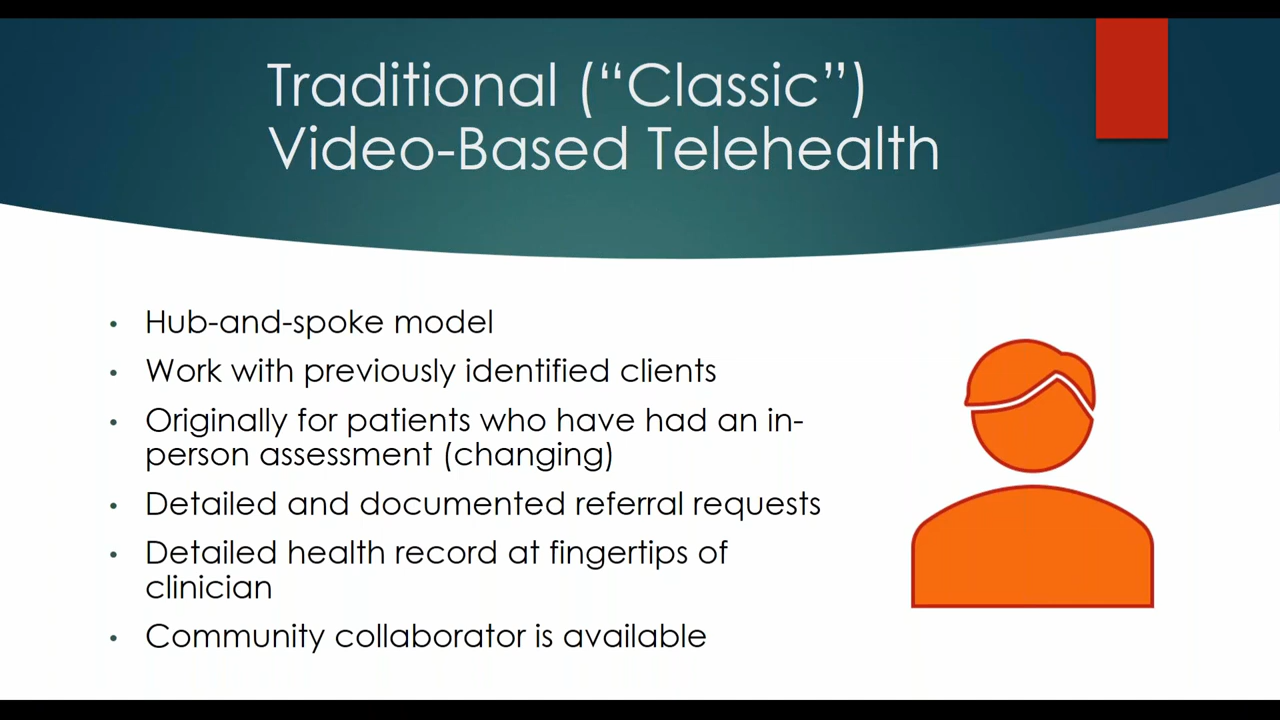 Traditional (“Classic”)
Video-Based Telehealth
• Hub-and-spoke model
• Work with previously identified clients
• Originally for patients who have had an in-
person assessment (changing)
• Detailed and documented referral requests
• Detailed health record at fingertips of
clinician
• Community collaborator is available